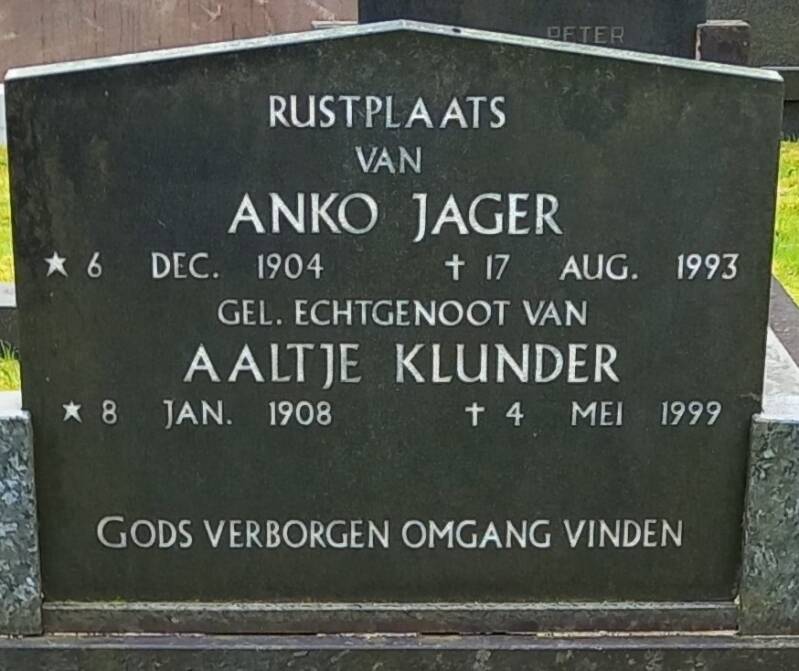 PETER
RUSTPLAATS
VAN
ANKO JAGER
★ 6 DEC. 1904 ✝ 17 AUG. 1993
GEL. ECHTGENOOT VAN
AALTJE KLUNDER
★ 8 JAN. 1908 ✝ 4 MEI 1999
GODS VERBORGEN OMGANG VINDEN